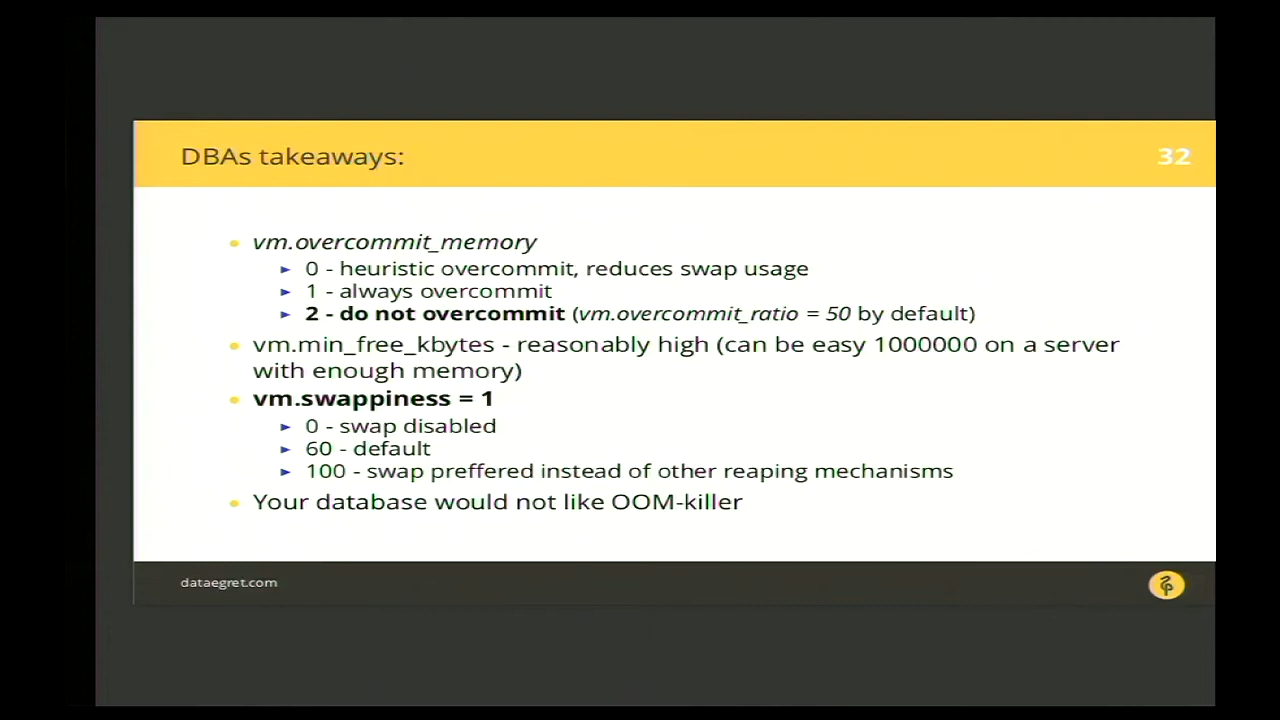 DBAs takeaways:
32
vm.overcommit_memory
0 - heuristic overcommit, reduces swap usage
1 - always overcommit
2 - do not overcommit (vm.overcommit_ratio = 50 by default)
vm.min_free_kbytes - reasonably high (can be easy 1000000 on a server
with enough memory)
vm.swappiness = 1
0 - swap disabled
60 - default
100 - swap preffered instead of other reaping mechanisms
Your database would not like OOM-killer
dataegret.com